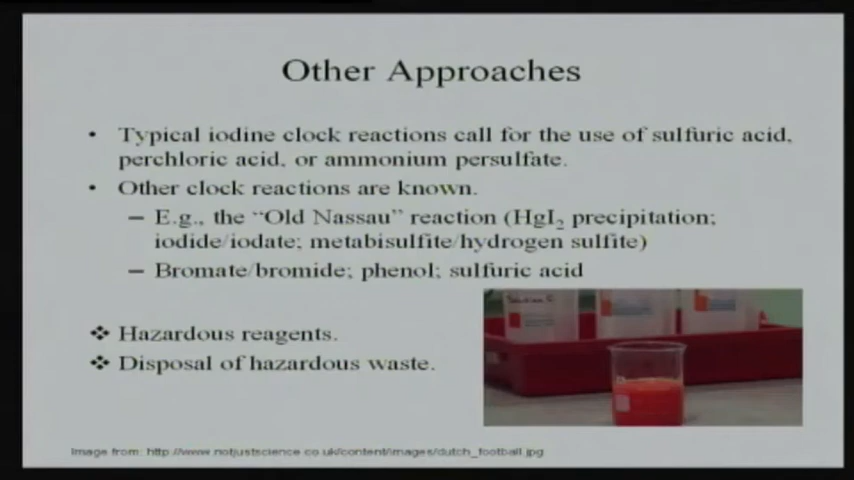 Other Approaches
• Typical iodine clock reactions call for the use of sulfuric acid,
perchloric acid, or ammonium persulfate.
• Other clock reactions are known.
– E.g., the “Old Nassau” reaction (HgI₂ precipitation;
iodide/iodate; metabisulfite/hydrogen sulfite)
– Bromate/bromide; phenol; sulfuric acid
❖ Hazardous reagents.
❖ Disposal of hazardous waste.
Image from: http://www.notjustscience.co.uk/content/images/dutch_football.jpg